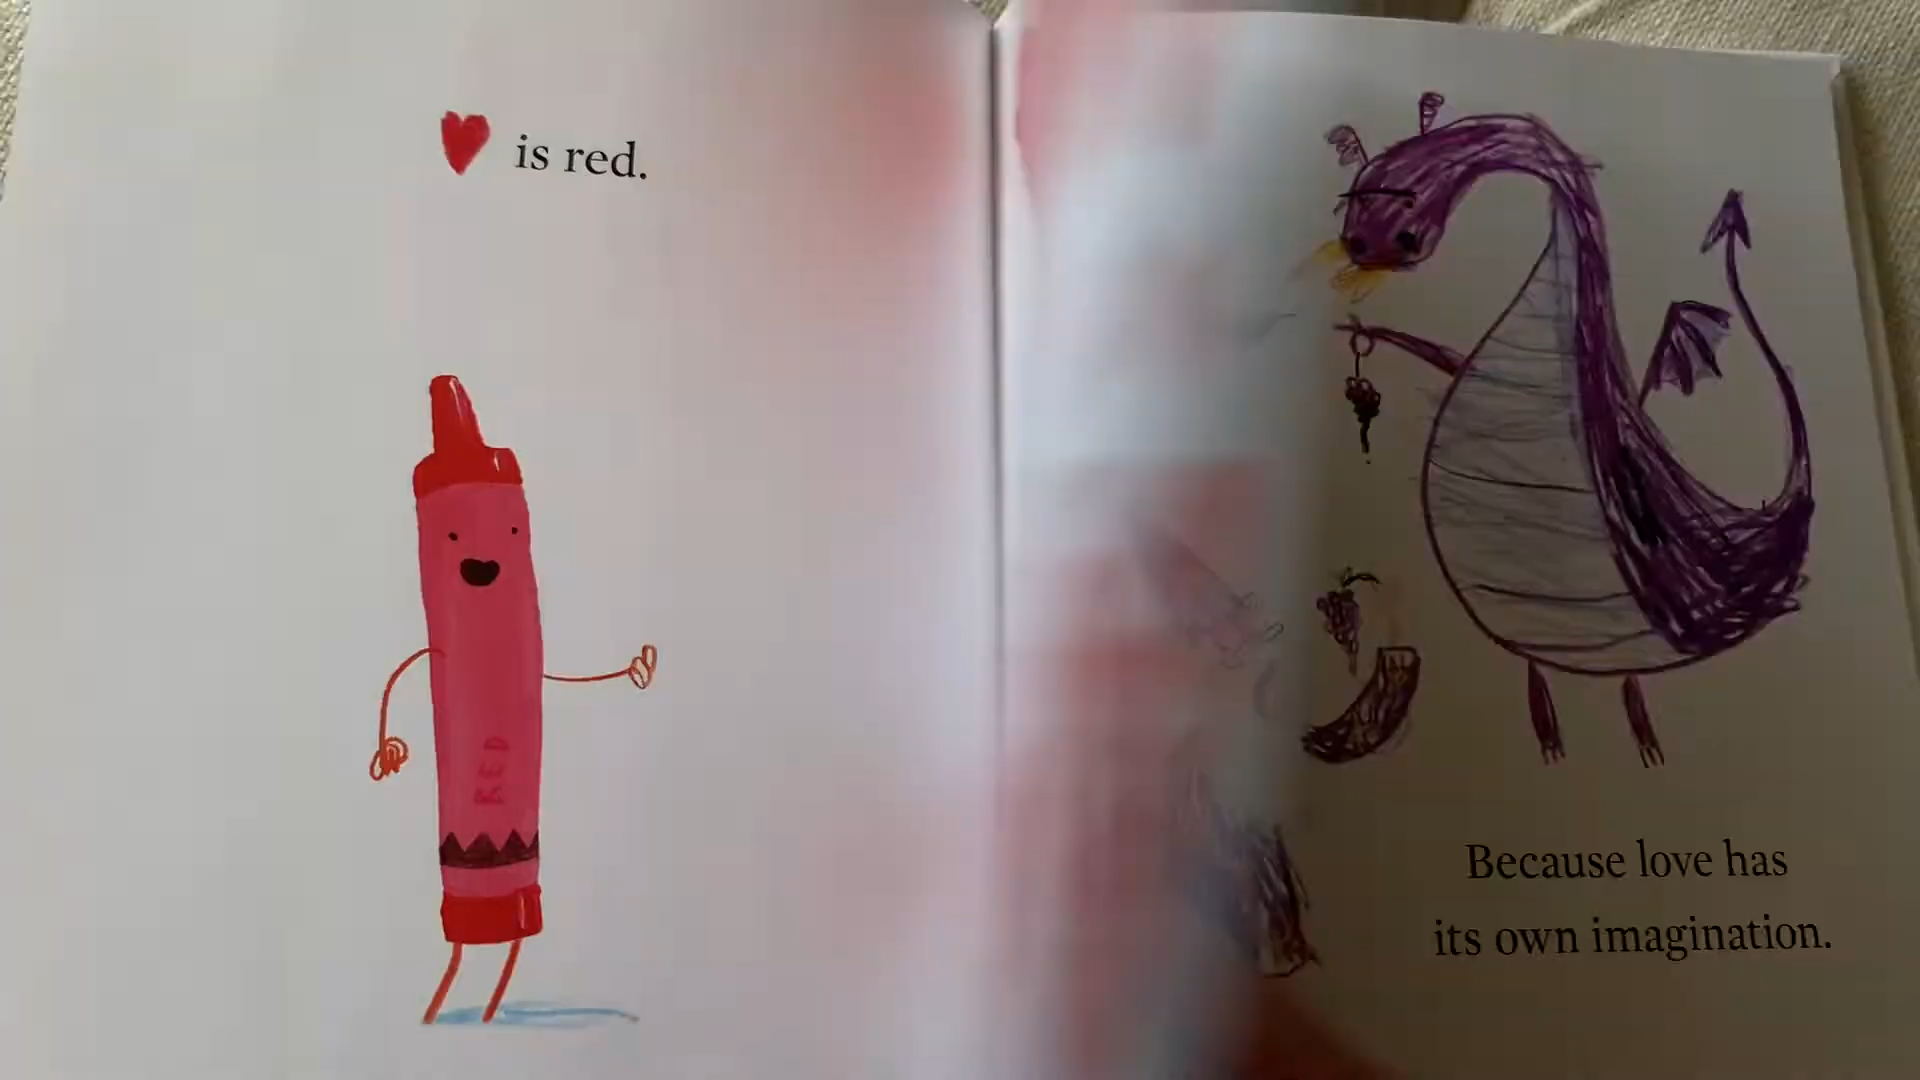 is red.
RED
Because love has
its own imagination.